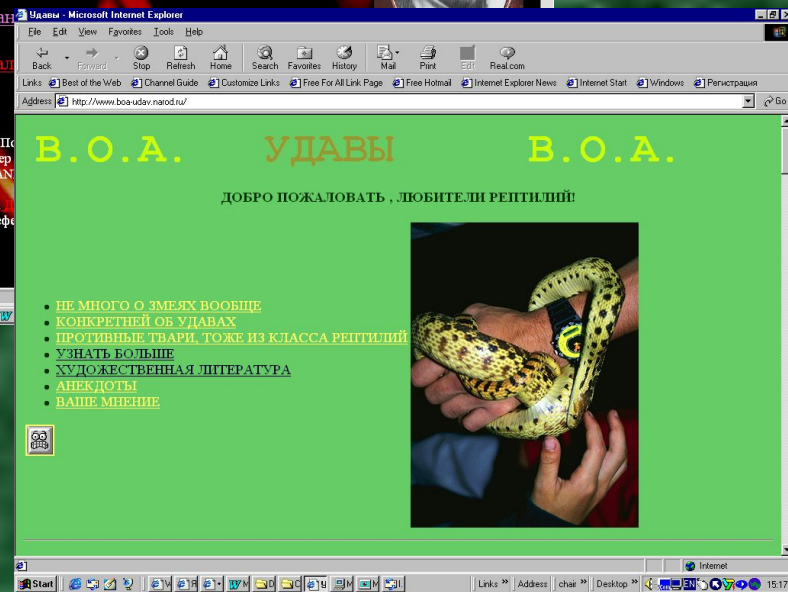 Удавы - Microsoft Internet Explorer
File Edit View Favorites Tools Help
Back Forward Stop Refresh Home Search Favorites History Mail Print Edit Real.com
Links Best of the Web Channel Guide Customize Links Free For All Link Page Free Hotmail Internet Explorer News Internet Start Windows Регистрация
Address http://www.boa-udav.narod.ru/ Go
В.О.А. УДАВЫ В.О.А.
ДОБРО ПОЖАЛОВАТЬ , ЛЮБИТЕЛИ РЕПТИЛИЙ!
НЕ МНОГО О ЗМЕЯХ ВООБЩЕ
КОНКРЕТНЕЙ ОБ УДАВАХ
ПРОТИВНЫЕ ТВАРИ, ТОЖЕ ИЗ КЛАССА РЕПТИЛИЙ
УЗНАТЬ БОЛЬШЕ
ХУДОЖЕСТВЕННАЯ ЛИТЕРАТУРА
АНЕКДОТЫ
ВАШЕ МНЕНИЕ
Internet
Start Links Address chair Desktop EN 15:17